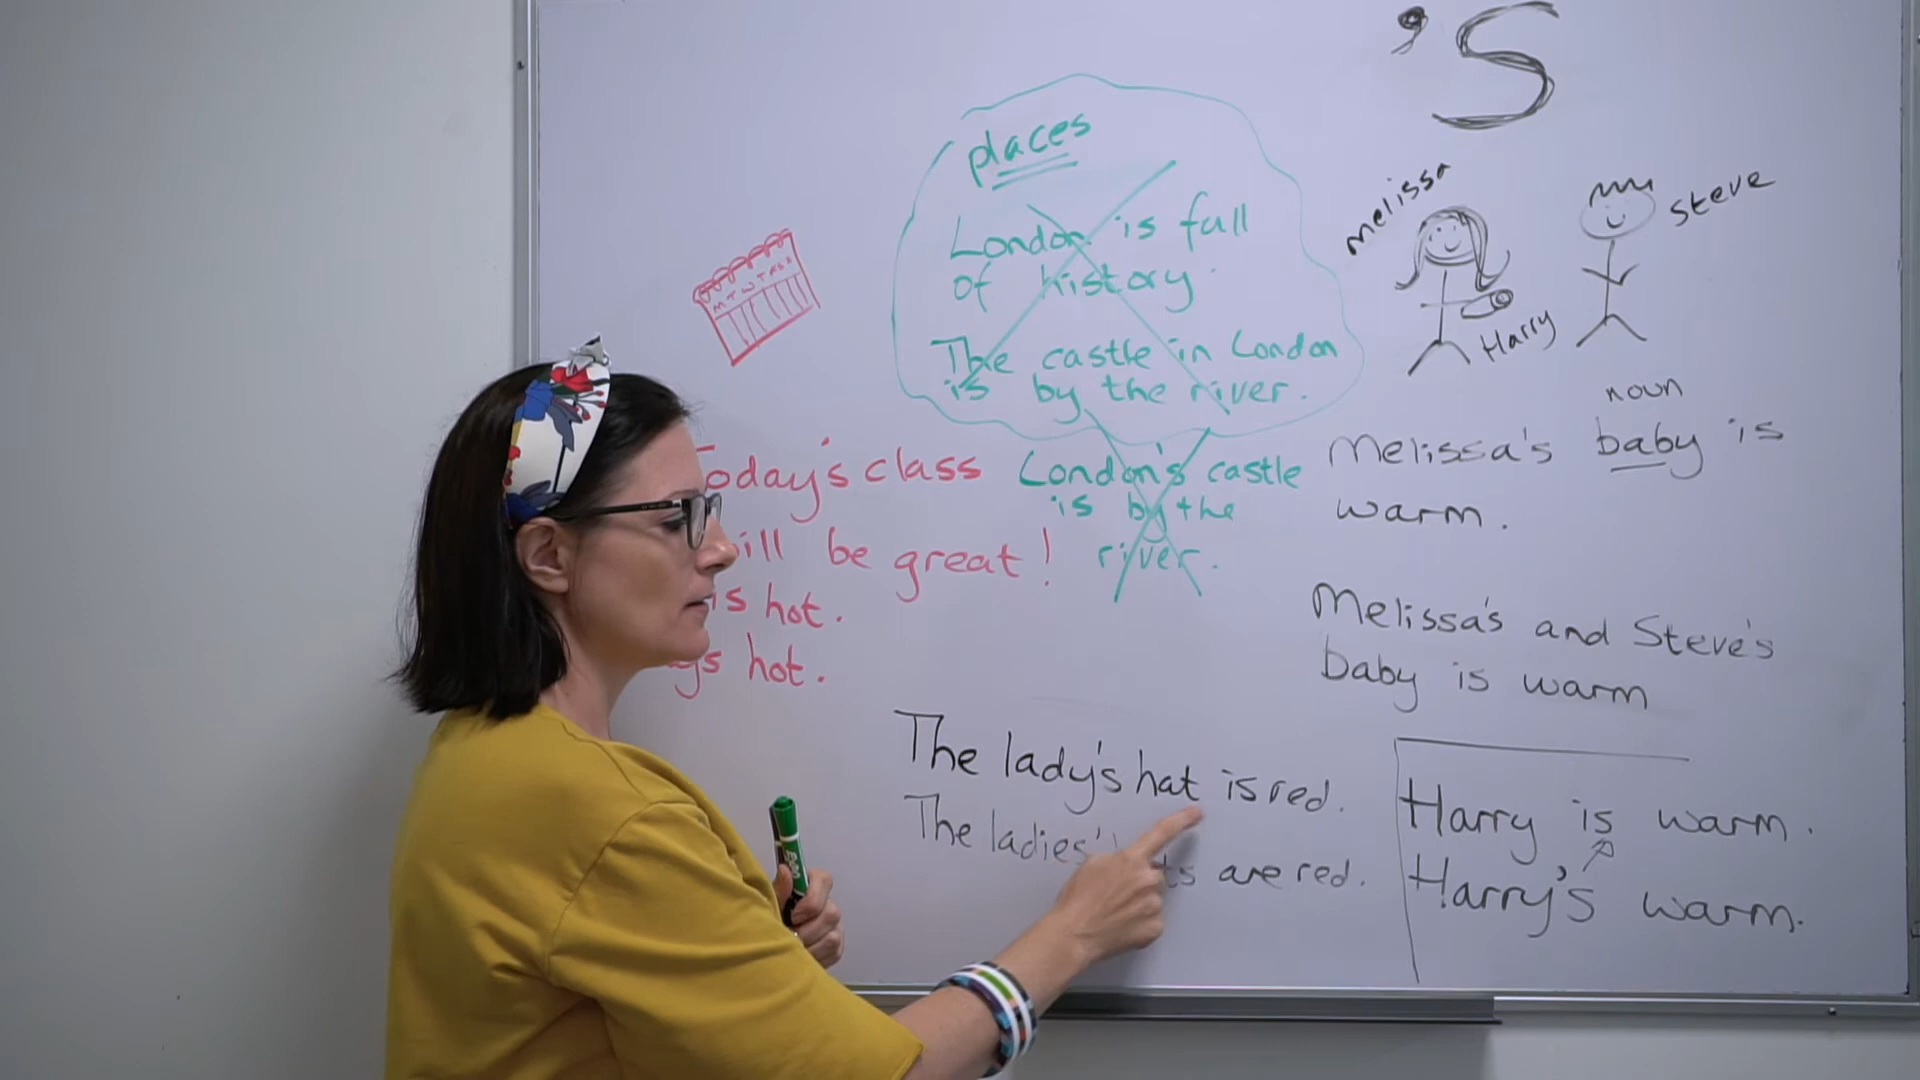 's
places
London is full
of history.
The castle in London
is by the river.
London's castle
is by the
river.
M T W T F S S
Today's class
will be great!
is hot.
hot.
melissa
steve
Harry
noun
Melissa's baby is
warm.
Melissa's and Steve's
baby is warm
The lady's hat is red.
The ladies' are red.
Harry is warm.
Harry's warm.